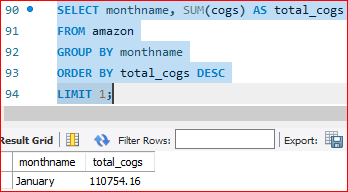 90 SELECT monthname, SUM(cogs) AS total_cogs
91 FROM amazon
92 GROUP BY monthname
93 ORDER BY total_cogs DESC
94 LIMIT 1;
Result Grid Filter Rows: Export:
monthname total_cogs
January 110754.16